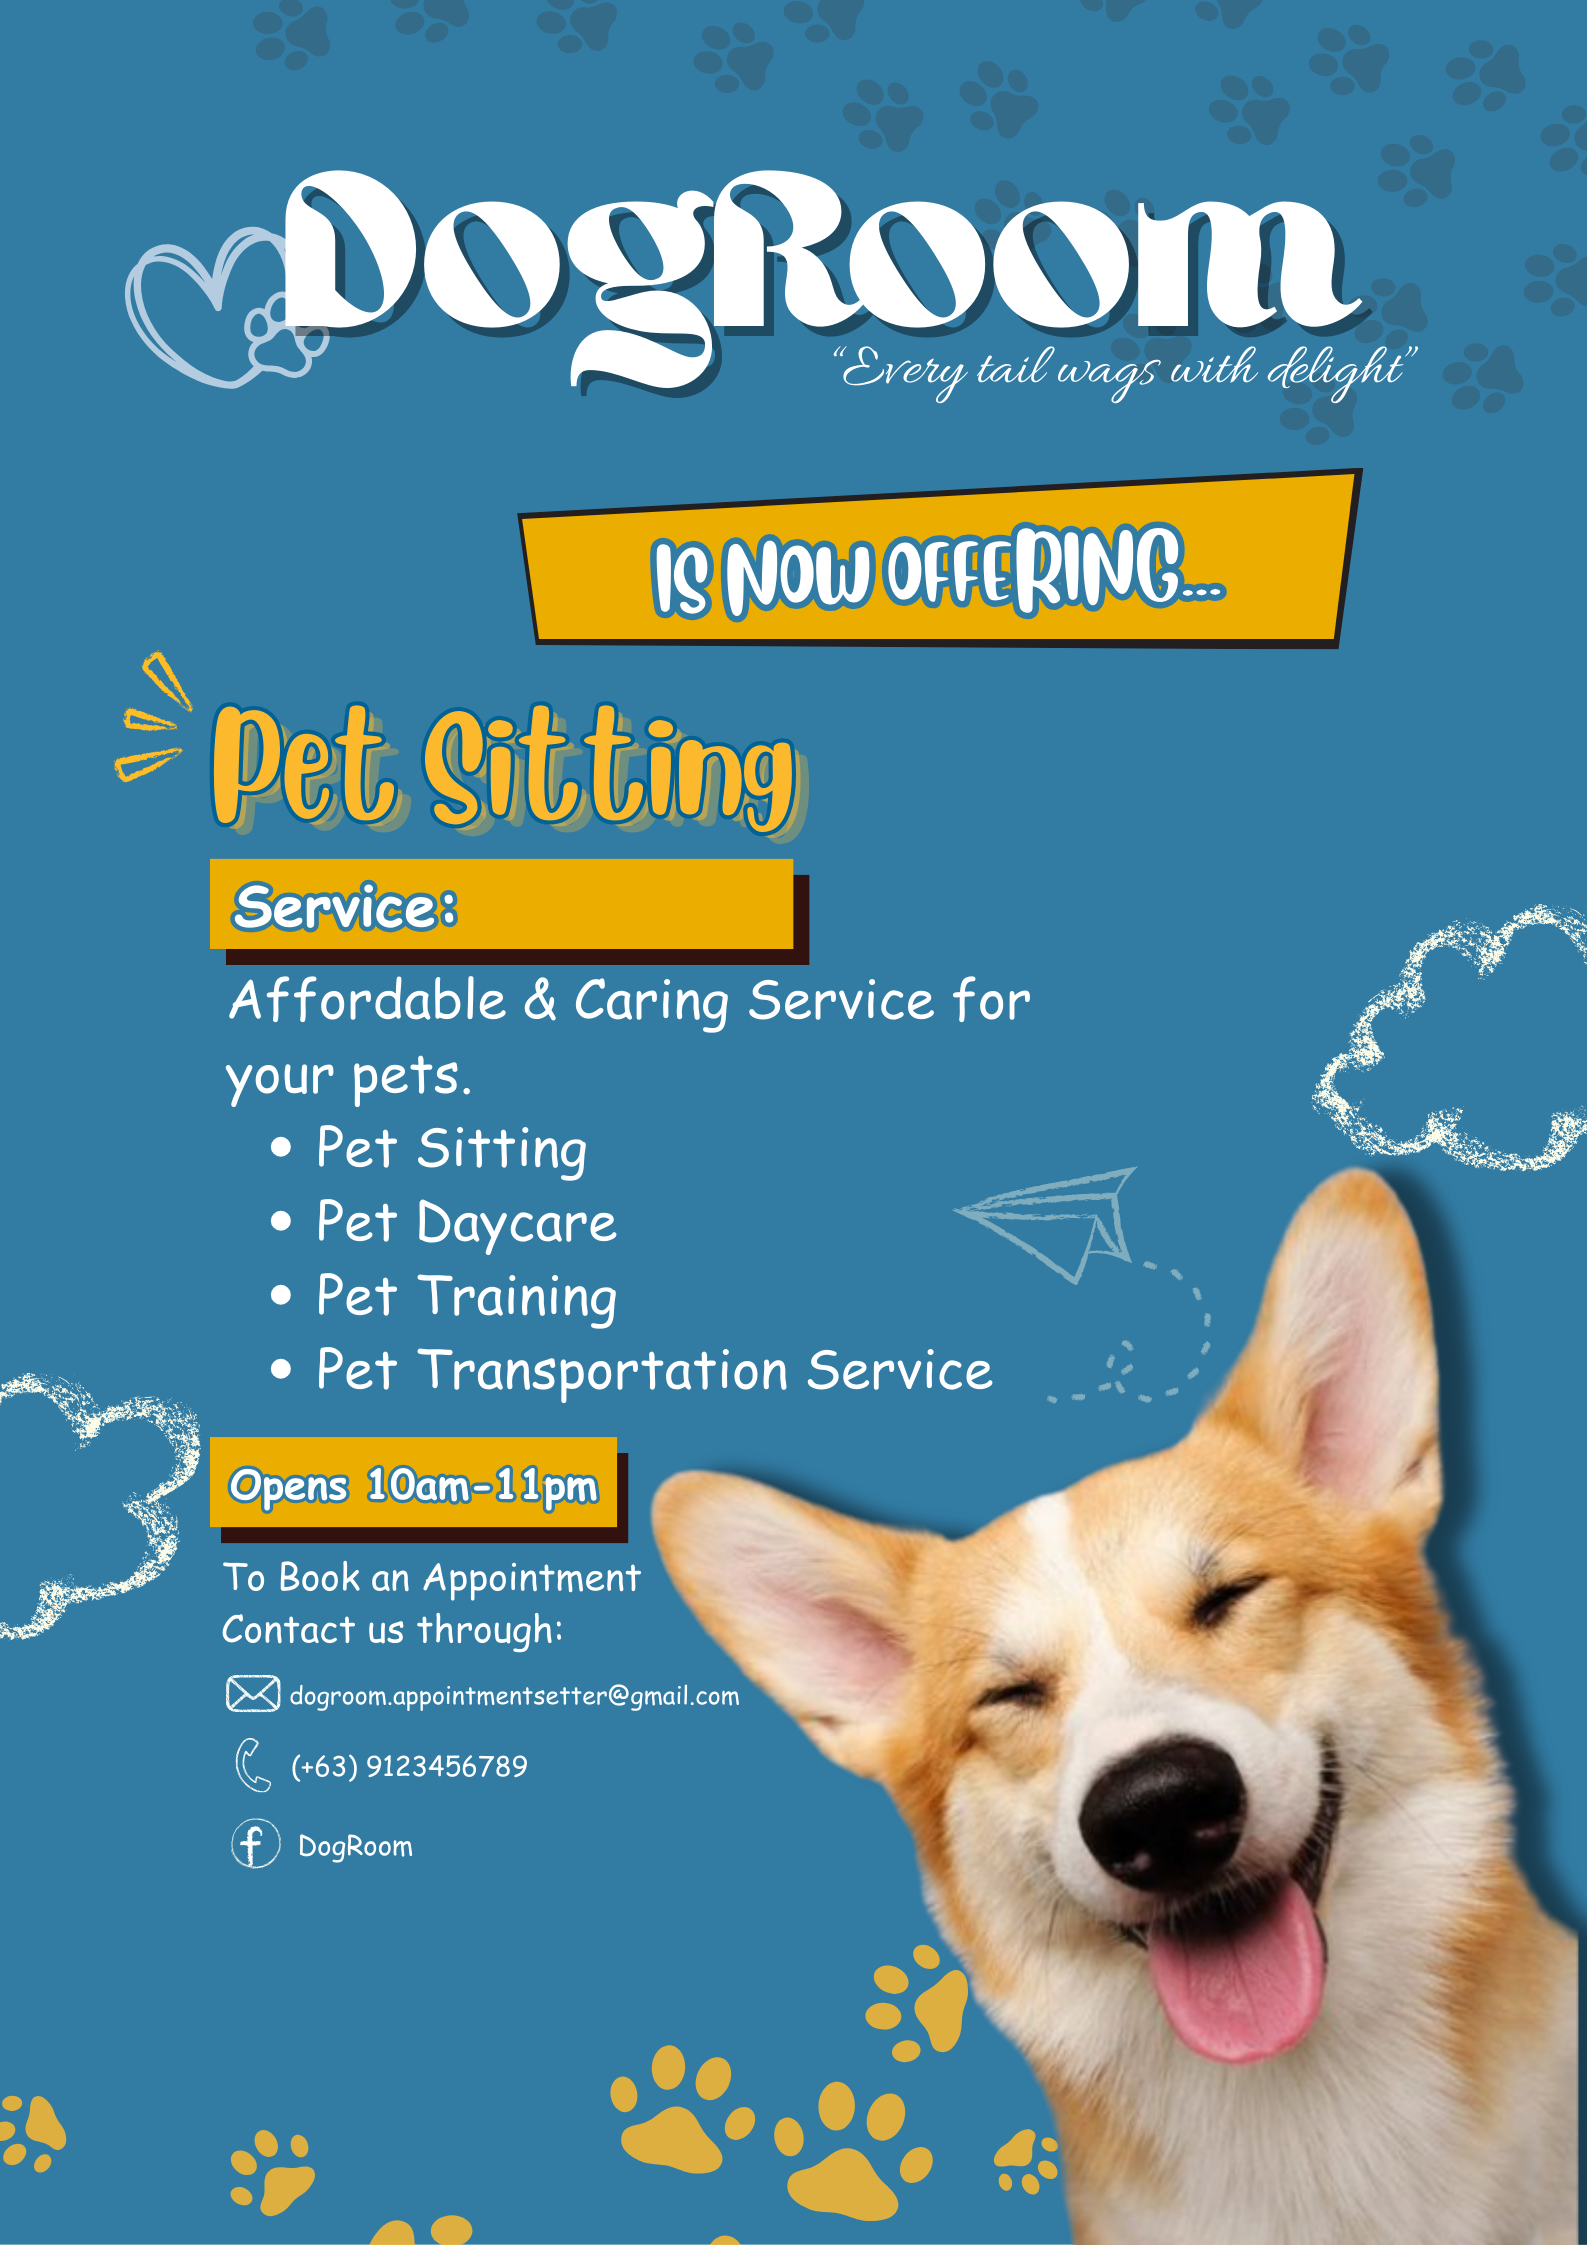 DogRoom
“Every tail wags with delight”
IS NOW OFFERING...
Pet Sitting
Service:
Affordable & Caring Service for
your pets.
• Pet Sitting
• Pet Daycare
• Pet Training
• Pet Transportation Service
Opens 10am-11pm
To Book an Appointment
Contact us through:
dogroom.appointmentsetter@gmail.com
(+63) 9123456789
f DogRoom